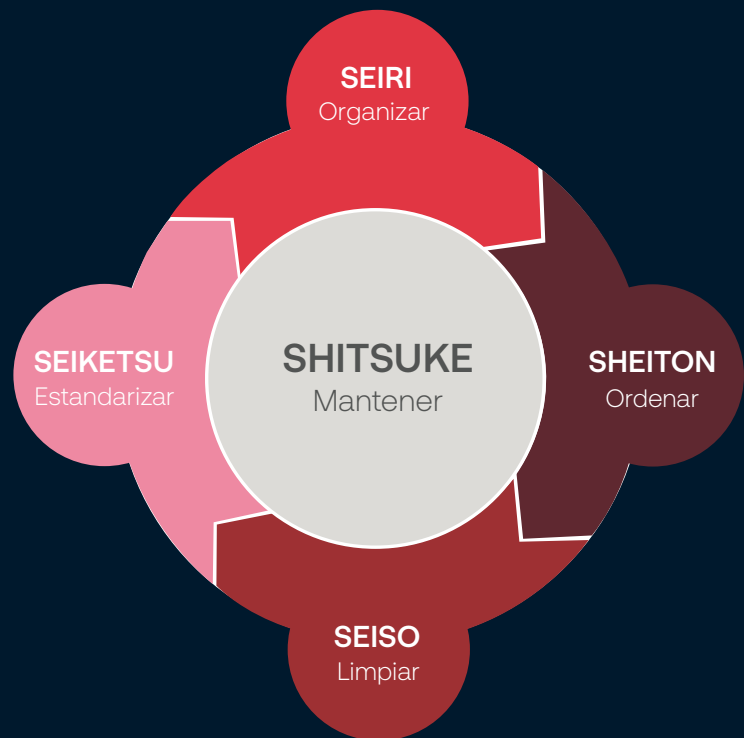 SEIRI
Organizar
SEIKETSU
Estandarizar
SHITSUKE
Mantener
SHEITON
Ordenar
SEISO
Limpiar